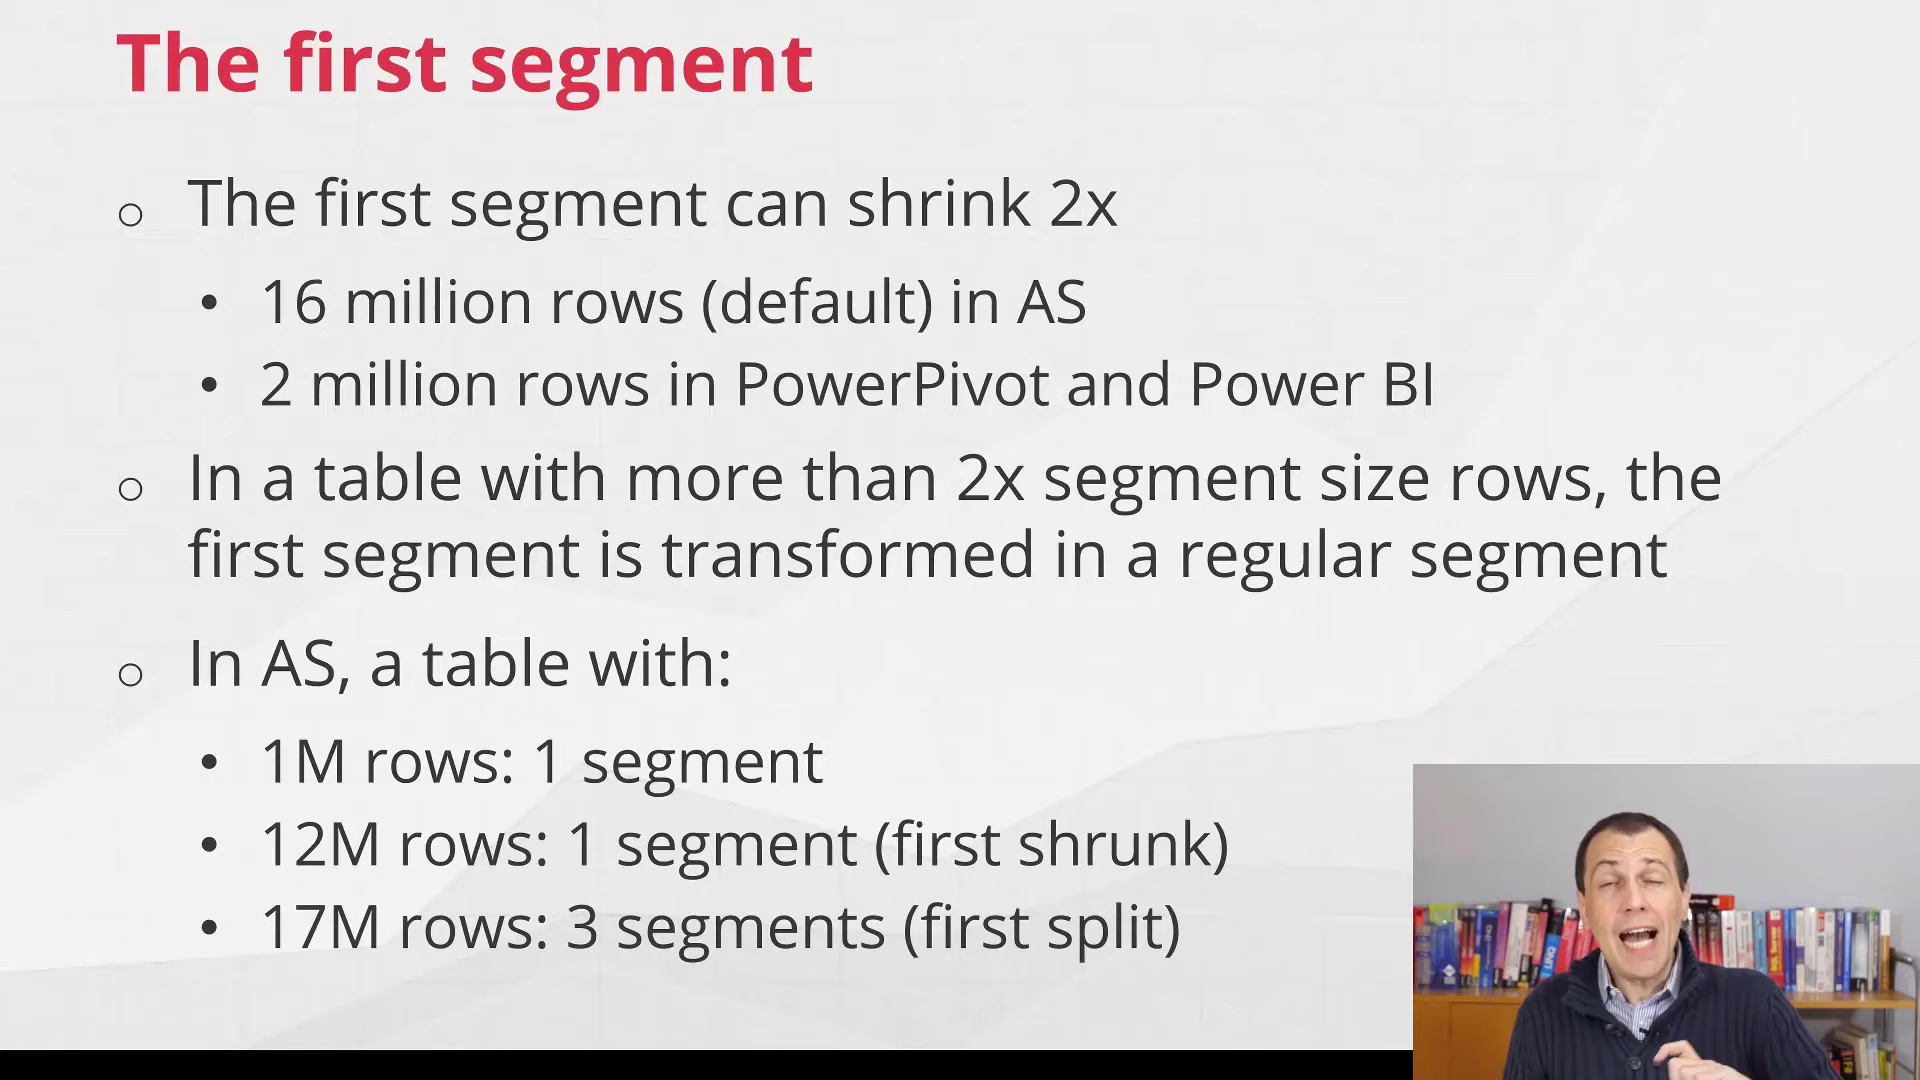 The first segment
The first segment can shrink 2x
16 million rows (default) in AS
2 million rows in PowerPivot and Power BI
In a table with more than 2x segment size rows, the
first segment is transformed in a regular segment
In AS, a table with:
1M rows: 1 segment
12M rows: 1 segment (first shrunk)
17M rows: 3 segments (first split)